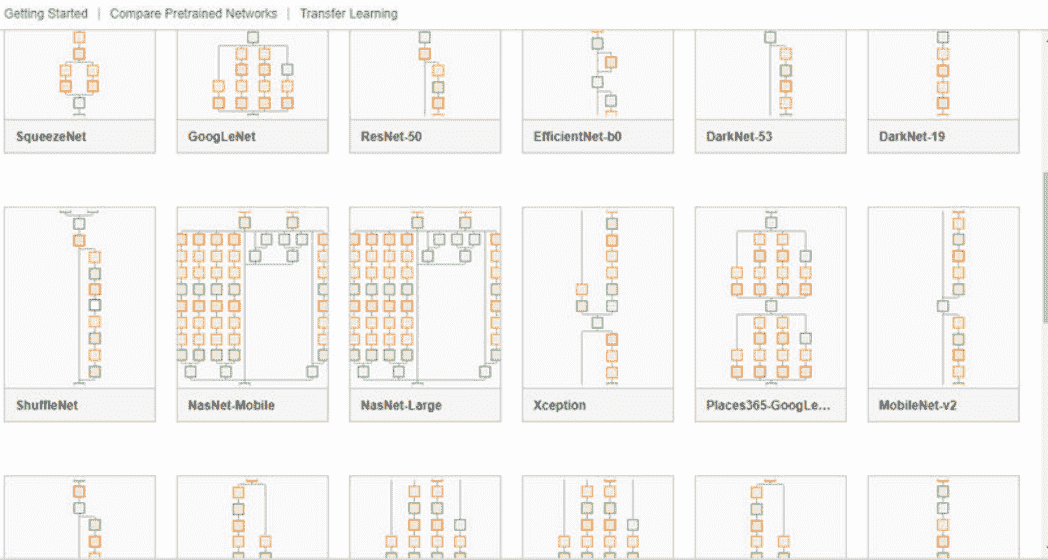 Getting Started | Compare Pretrained Networks | Transfer Learning
SqueezeNet
GoogLeNet
ResNet-50
EfficientNet-b0
DarkNet-53
DarkNet-19
ShuffleNet
NasNet-Mobile
NasNet-Large
Xception
Places365-GoogLe...
MobileNet-v2